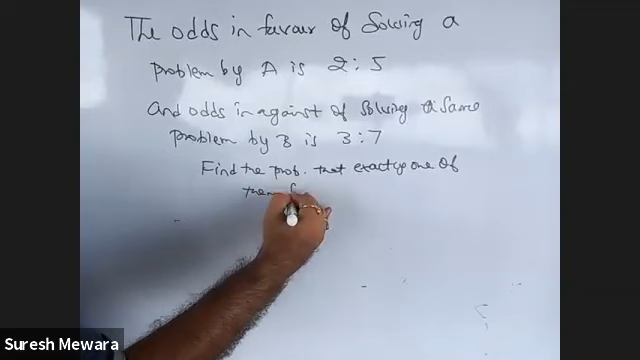 The odds in favour of Solving a
problem by A is 2:5
And odds in against of Solving a Same
problem by B is 3:7
Find the prob. that exactly one of
them
Suresh Mewara